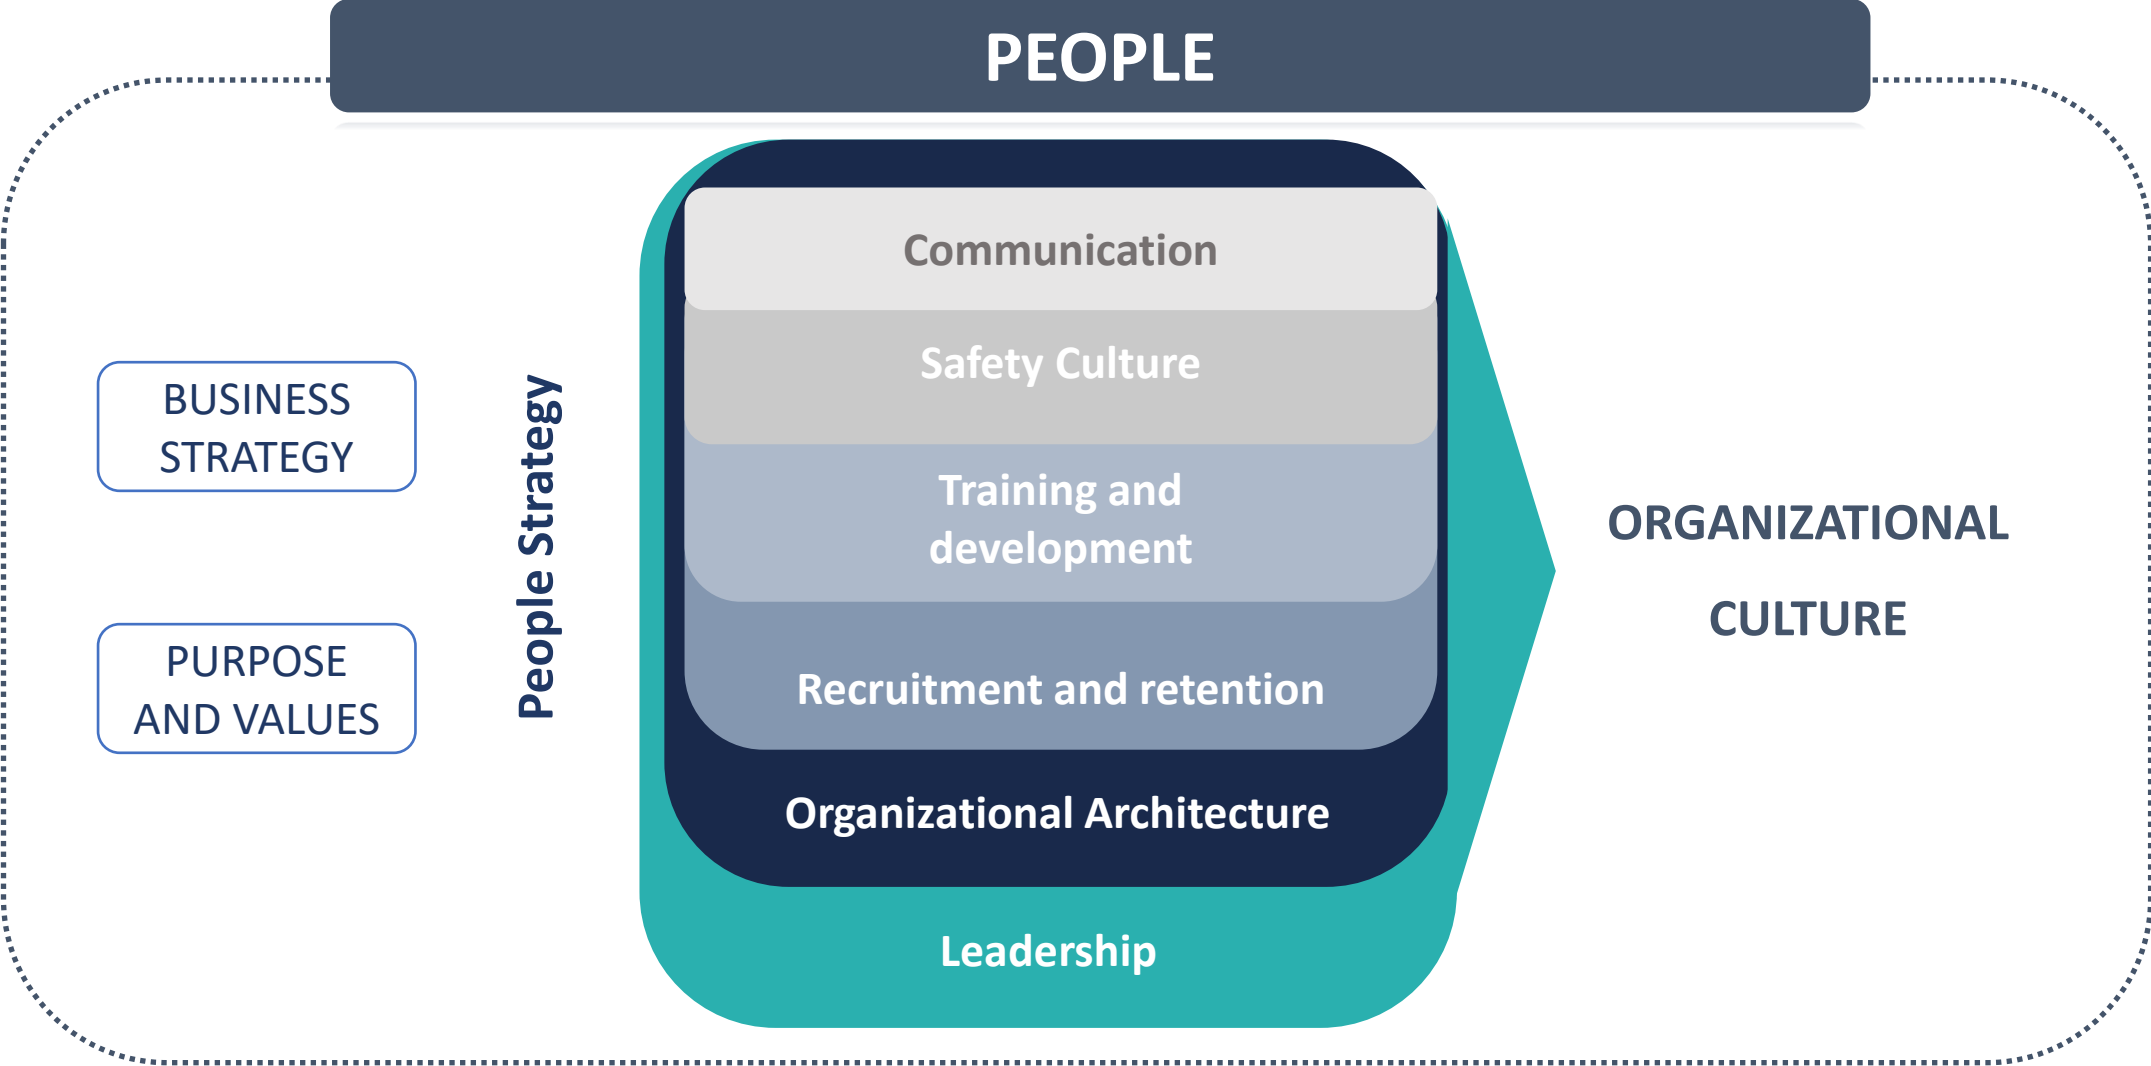 PEOPLE
BUSINESS
STRATEGY
PURPOSE
AND VALUES
People Strategy
Communication
Safety Culture
Training and
development
Recruitment and retention
Organizational Architecture
Leadership
ORGANIZATIONAL
CULTURE